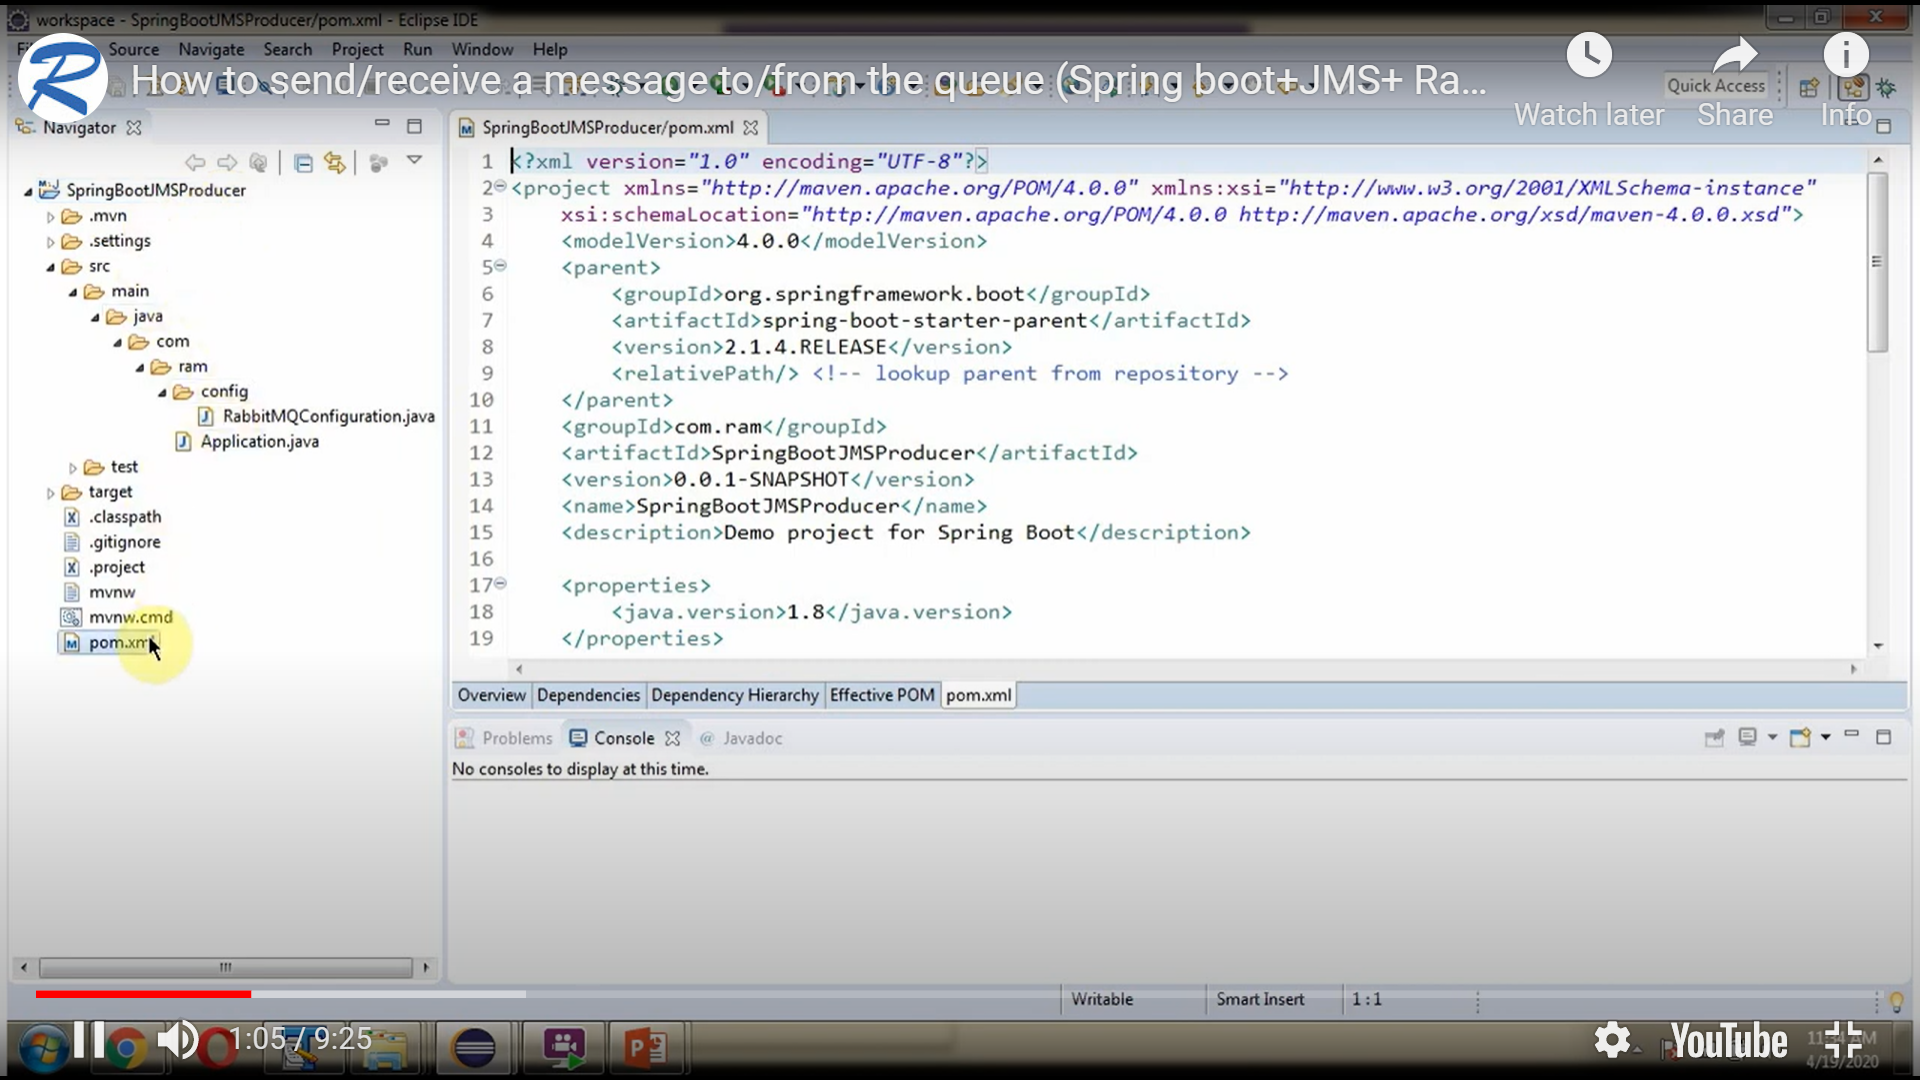 workspace - SpringBootJMSProducer/pom.xml - Eclipse IDE
Source Navigate Search Project Run Window Help
How to send/receive a message to/from the queue (Spring boot+ JMS+ Ra...
Watch later Share Info
Quick Access
Navigator
SpringBootJMSProducer
.mvn
.settings
src
main
java
com
ram
config
RabbitMQConfiguration.java
Application.java
test
target
.classpath
.gitignore
.project
mvnw
mvnw.cmd
pom.xml
SpringBootJMSProducer/pom.xml
1 <?xml version="1.0" encoding="UTF-8"?>
2 <project xmlns="http://maven.apache.org/POM/4.0.0" xmlns:xsi="http://www.w3.org/2001/XMLSchema-instance"
3 xsi:schemaLocation="http://maven.apache.org/POM/4.0.0 http://maven.apache.org/xsd/maven-4.0.0.xsd">
4 <modelVersion>4.0.0</modelVersion>
5 <parent>
6 <groupId>org.springframework.boot</groupId>
7 <artifactId>spring-boot-starter-parent</artifactId>
8 <version>2.1.4.RELEASE</version>
9 <relativePath/> <!-- lookup parent from repository -->
10 </parent>
11 <groupId>com.ram</groupId>
12 <artifactId>SpringBootJMSProducer</artifactId>
13 <version>0.0.1-SNAPSHOT</version>
14 <name>SpringBootJMSProducer</name>
15 <description>Demo project for Spring Boot</description>
16
17 <properties>
18 <java.version>1.8</java.version>
19 </properties>
Overview Dependencies Dependency Hierarchy Effective POM pom.xml
Problems Console @ Javadoc
No consoles to display at this time.
Writable Smart Insert 1 : 1
1:05 / 9:25
YouTube
4/19/2020